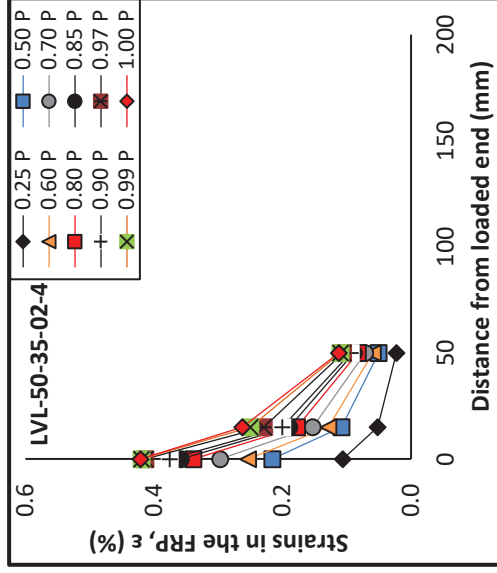 LVL-50-35-02-4
0.25 P
0.50 P
0.60 P
0.70 P
0.80 P
0.85 P
0.90 P
0.97 P
0.99 P
1.00 P
Strains in the FRP, ε (%)
0.6
0.4
0.2
0.0
0
50
100
150
200
Distance from loaded end (mm)